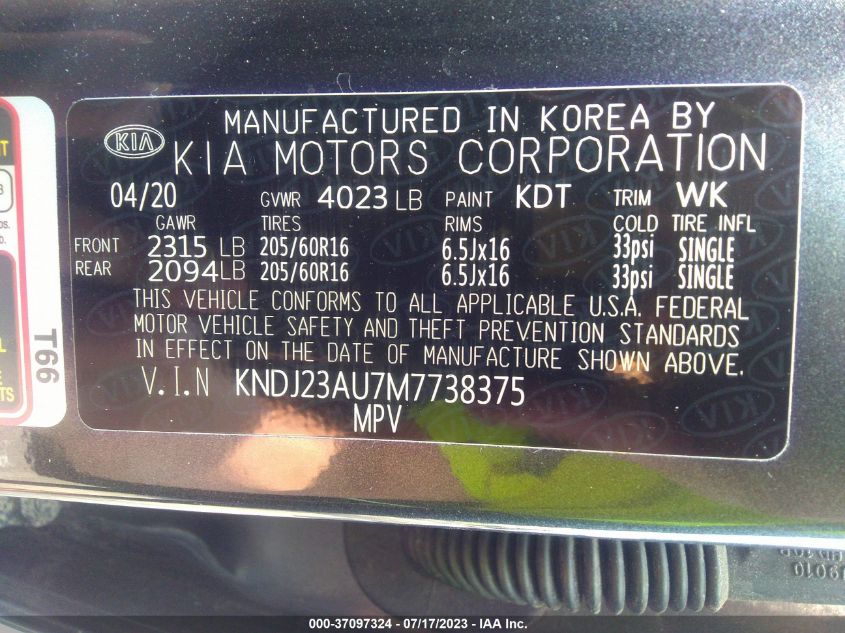 MANUFACTURED IN KOREA BY
KIA
KIA MOTORS CORPORATION
04/20 GVWR 4023 LB PAINT KDT TRIM WK
GAWR TIRES RIMS COLD TIRE INFL
FRONT 2315 LB 205/60R16 6.5Jx16 33psi SINGLE
REAR 2094 LB 205/60R16 6.5Jx16 33psi SINGLE
THIS VEHICLE CONFORMS TO ALL APPLICABLE U.S.A. FEDERAL
MOTOR VEHICLE SAFETY AND THEFT PREVENTION STANDARDS
IN EFFECT ON THE DATE OF MANUFACTURE SHOWN ABOVE.
V.I.N KNDJ23AU7M7738375
MPV
T66
000-37097324 - 07/17/2023 - IAA Inc.